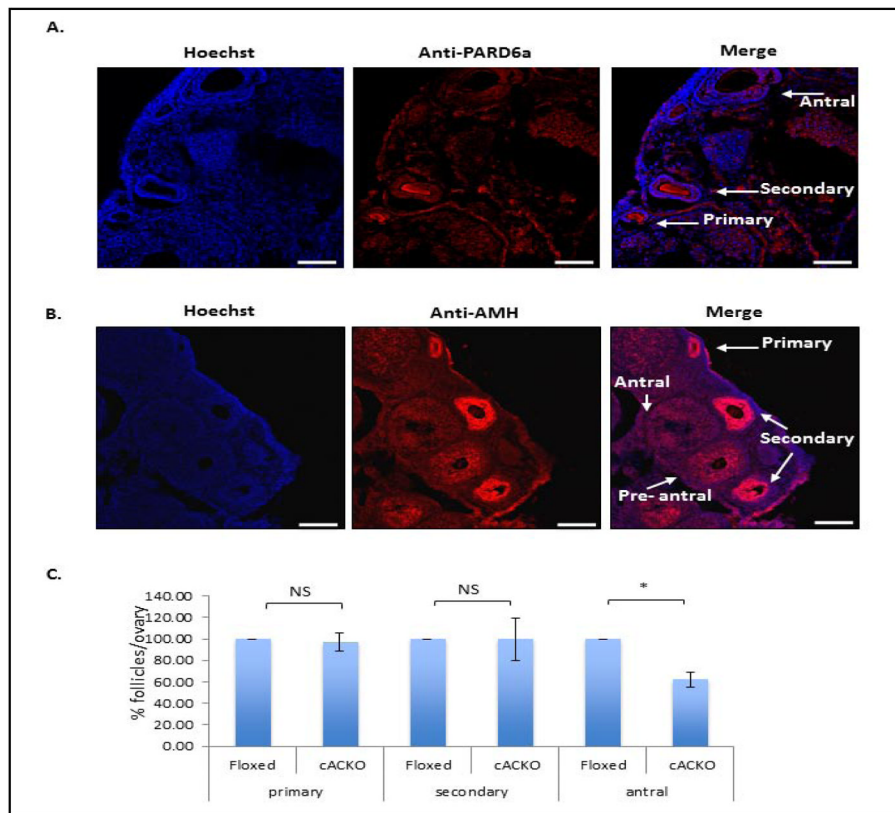 A.
Hoechst Anti-PARD6a Merge
Antral
Secondary
Primary
B.
Hoechst Anti-AMH Merge
Primary
Antral
Secondary
Pre- antral
C.
NS NS *
% follicles/ovary
140.00
120.00
100.00
80.00
60.00
40.00
20.00
0.00
Floxed cACKO Floxed cACKO Floxed cACKO
primary secondary antral